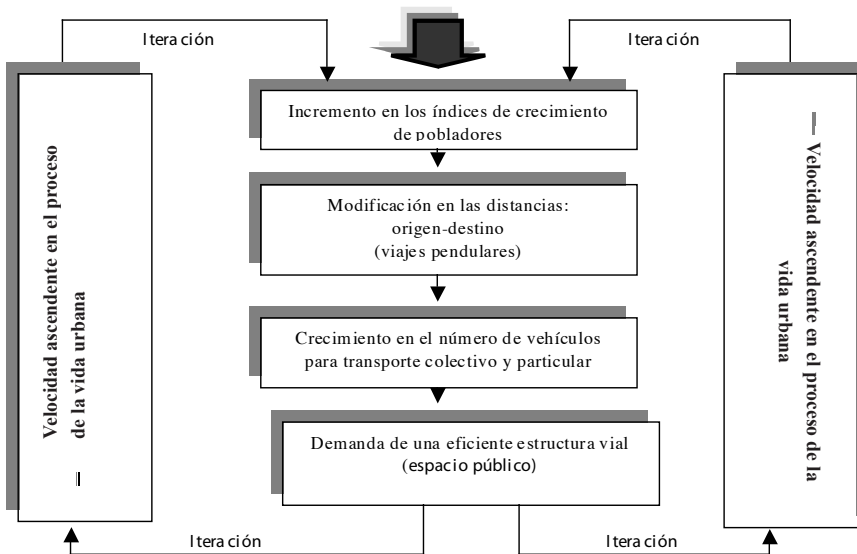 Iteración
Iteración
Incremento en los índices de crecimiento
de pobladores
Modificación en las distancias:
origen-destino
(viajes pendulares)
Crecimiento en el número de vehículos
para transporte colectivo y particular
Demanda de una eficiente estructura vial
(espacio público)
Velocidad ascendente en el proceso
de la vida urbana
Velocidad ascendente en el proceso de la
vida urbana
Iteración
Iteración